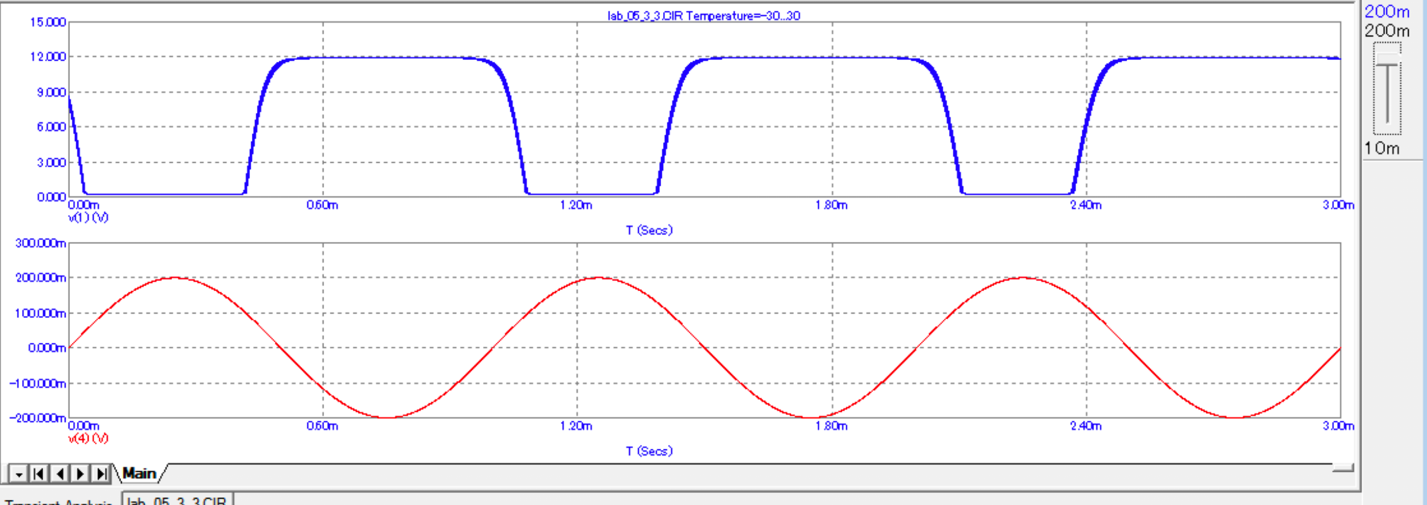 lab_05_3_3.CIR Temperature=-30...30
200m
200m
10m
15.000
12.000
9.000
6.000
3.000
0.000
0.00m 0.60m 1.20m 1.80m 2.40m 3.00m
v(1) (V)
T (Secs)
300.000m
200.000m
100.000m
0.000m
-100.000m
-200.000m
0.00m 0.60m 1.20m 1.80m 2.40m 3.00m
v(4) (V)
T (Secs)
Main
Transient Analysis lab_05_3_3.CIR